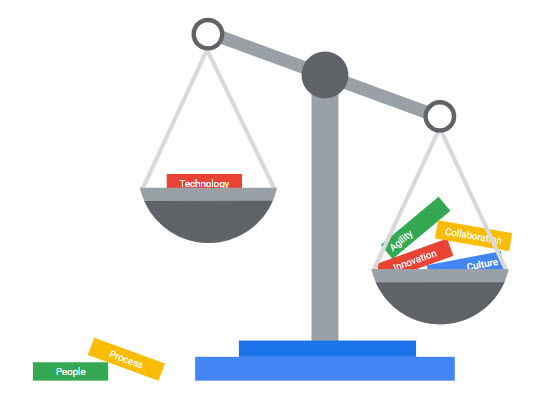 Technology
Agility
Collaboration
Innovation
Culture
People
Process